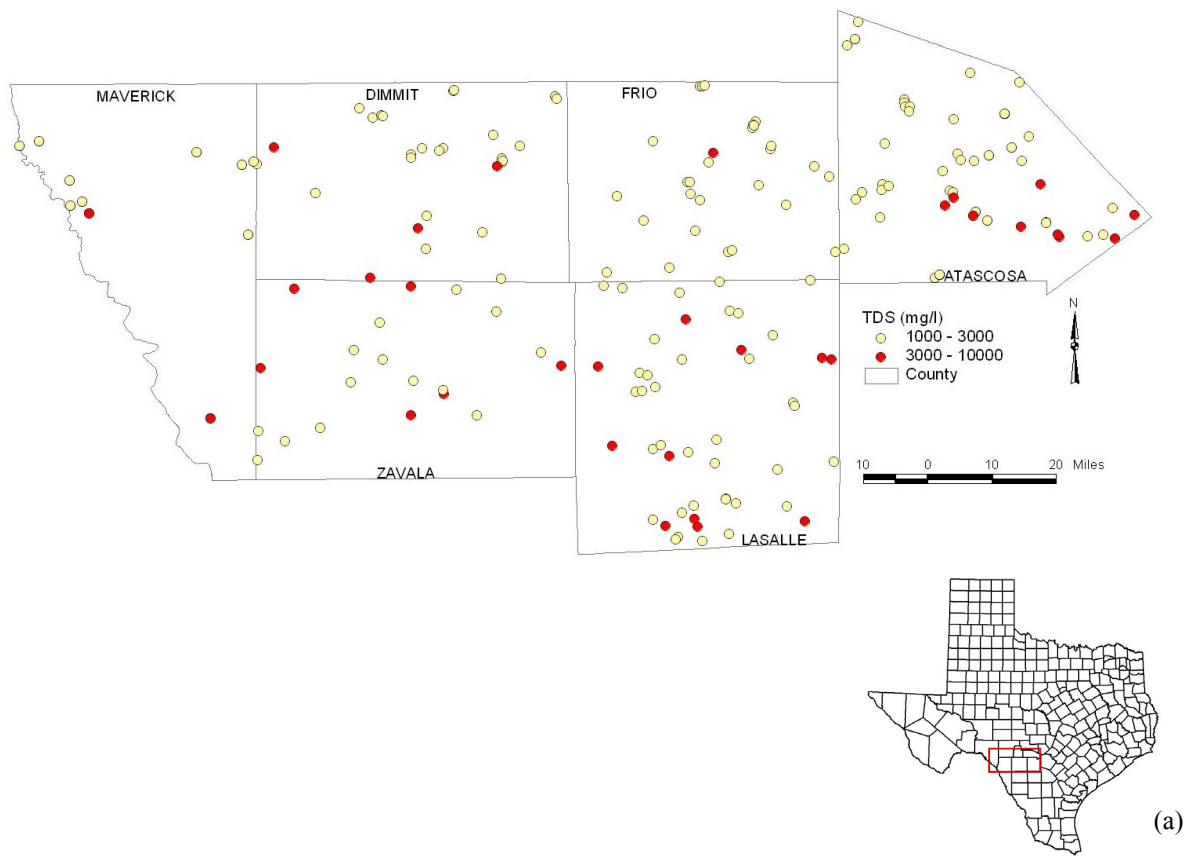 MAVERICK
DIMMIT
FRIO
ATASCOSA
N
TDS (mg/l)
1000 - 3000
3000 - 10000
County
10 0 10 20 Miles
ZAVALA
LASALLE
(a)